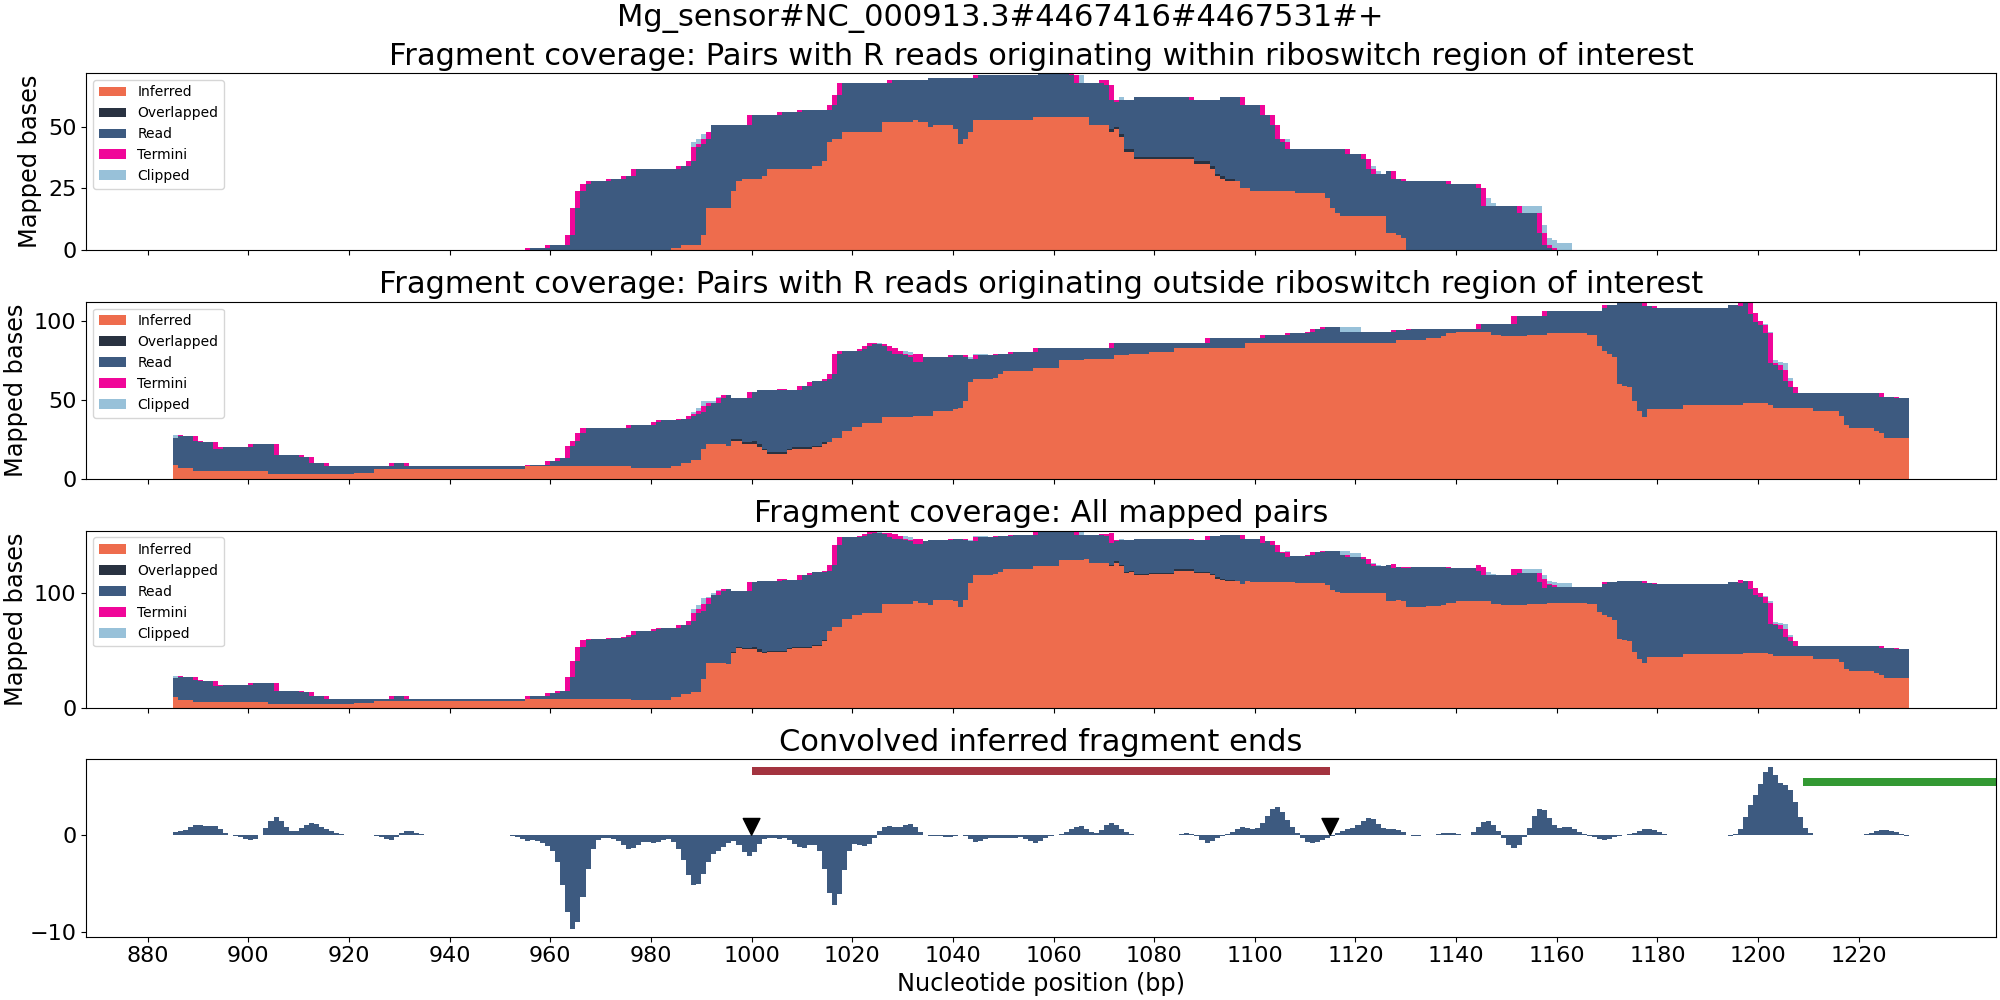 Mg_sensor#NC_000913.3#4467416#4467531#+
Fragment coverage: Pairs with R reads originating within riboswitch region of interest
Mapped bases
50
25
0
Inferred
Overlapped
Read
Termini
Clipped
Fragment coverage: Pairs with R reads originating outside riboswitch region of interest
Mapped bases
100
50
0
Inferred
Overlapped
Read
Termini
Clipped
Fragment coverage: All mapped pairs
Mapped bases
100
0
Inferred
Overlapped
Read
Termini
Clipped
Convolved inferred fragment ends
0
−10
880 900 920 940 960 980 1000 1020 1040 1060 1080 1100 1120 1140 1160 1180 1200 1220
Nucleotide position (bp)